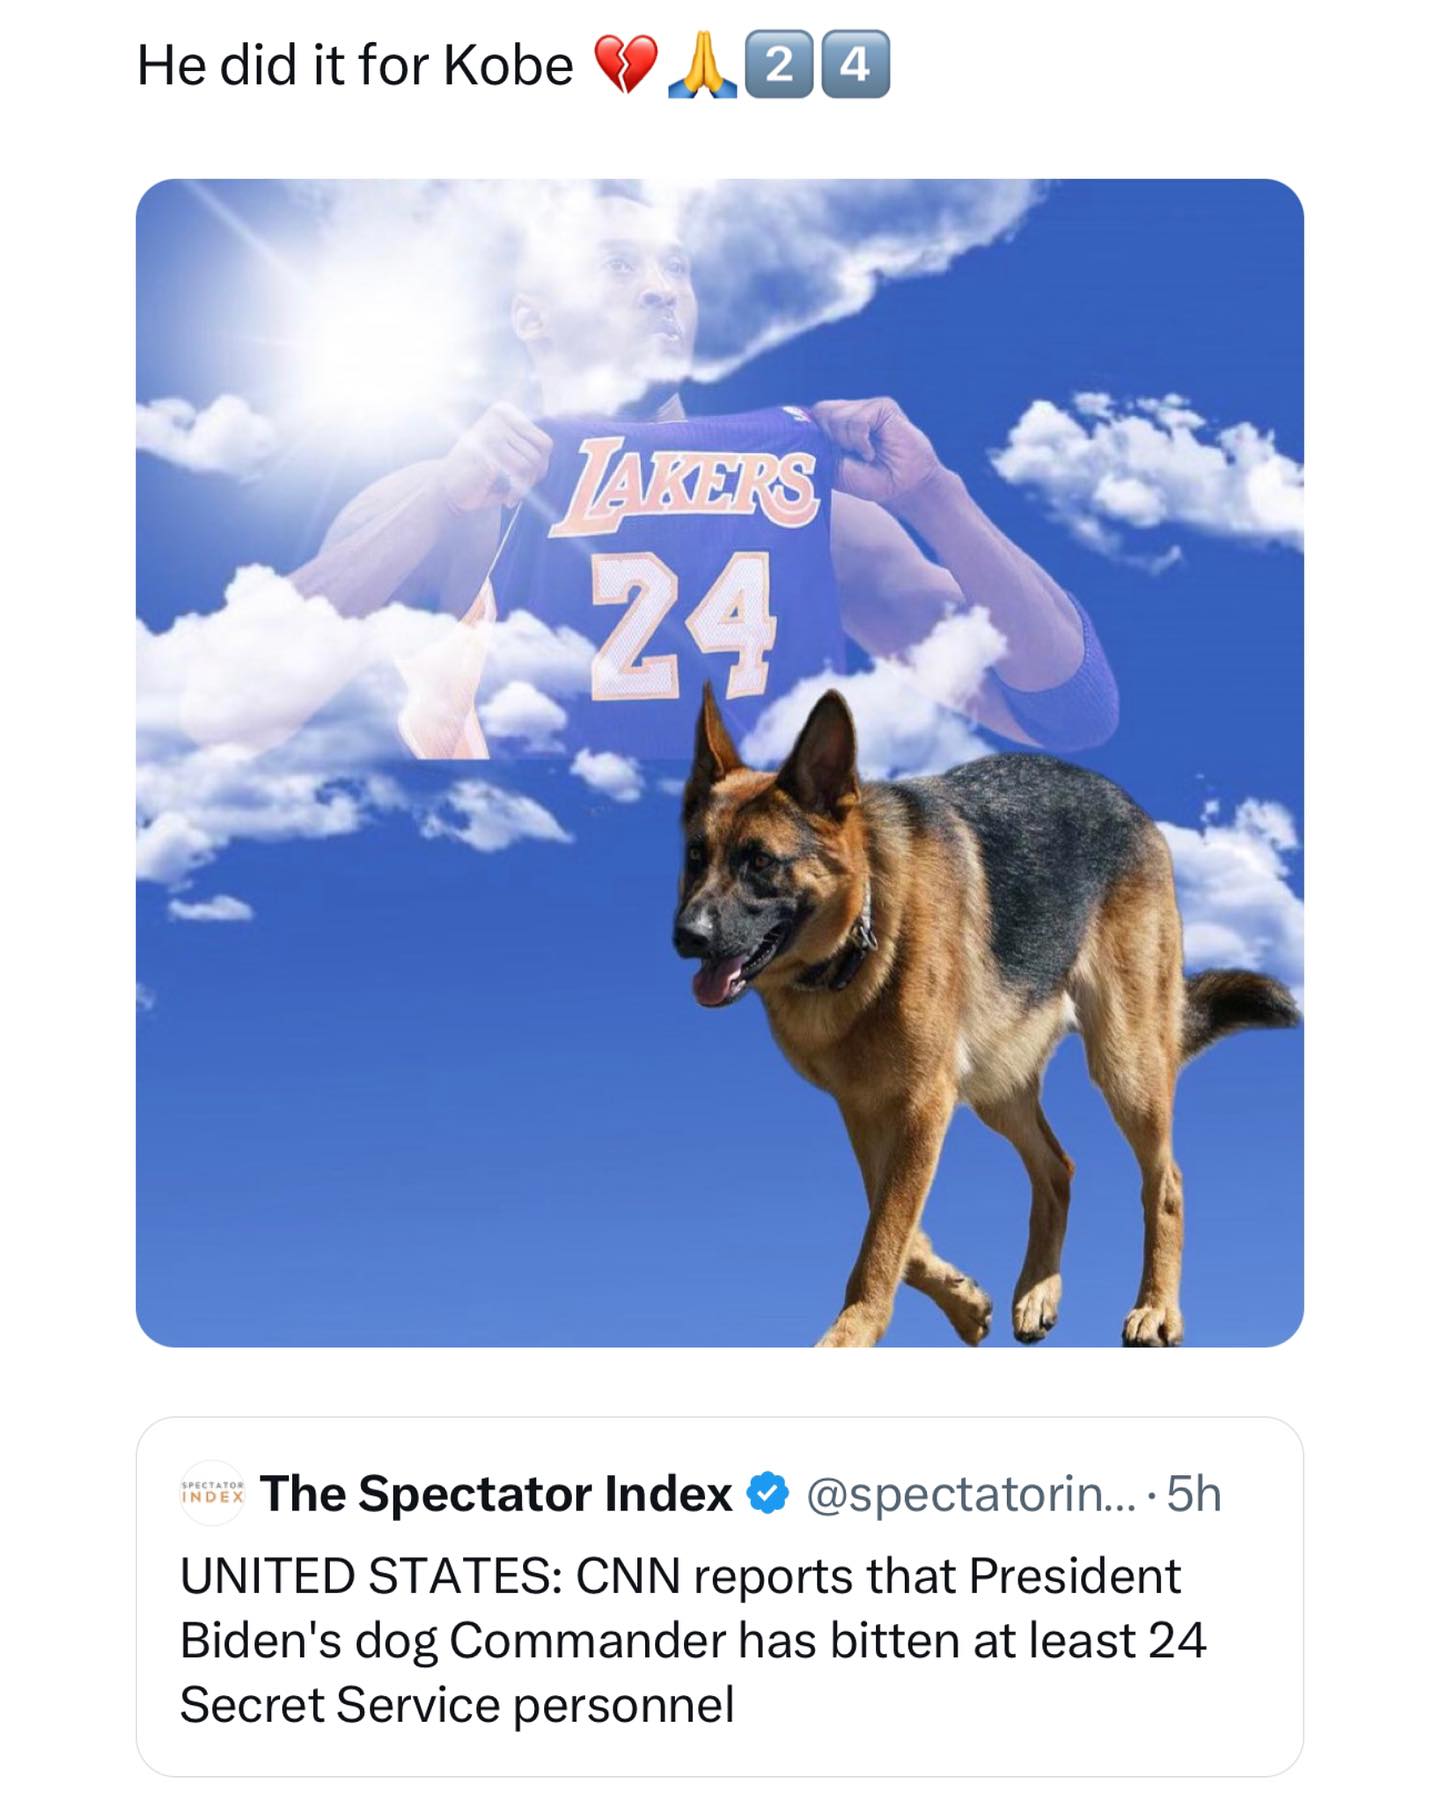 He did it for Kobe 💔🙏2️⃣4️⃣
LAKERS
24
SPECTATOR
INDEX
The Spectator Index @spectatorin... · 5h
UNITED STATES: CNN reports that President
Biden's dog Commander has bitten at least 24
Secret Service personnel